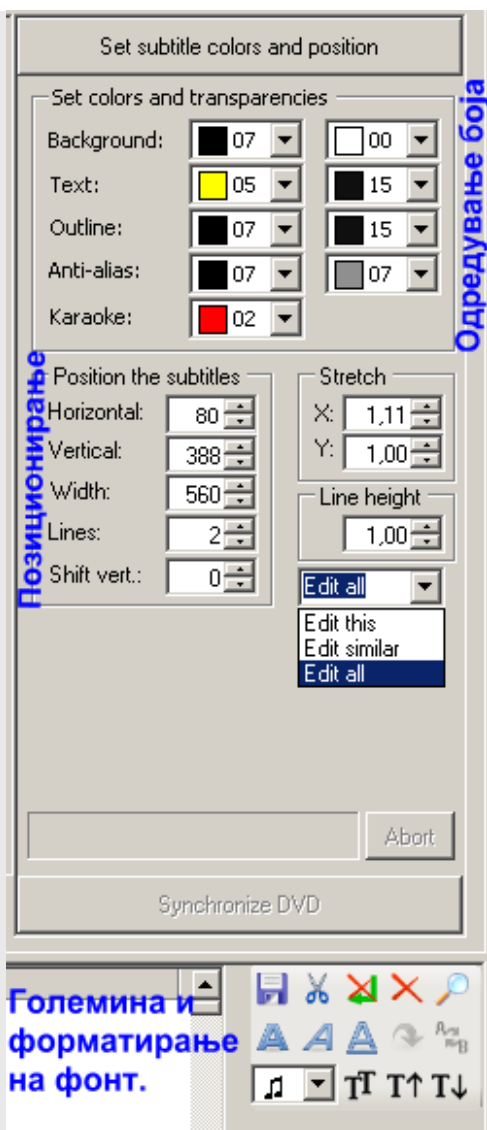 Set subtitle colors and position
Set colors and transparencies
Background: 07 00
Text: 05 15
Outline: 07 15
Anti-alias: 07 07
Karaoke: 02
Одредување боја
Позиционирање
Position the subtitles
Horizontal: 80
Vertical: 388
Width: 560
Lines: 2
Shift vert.: 0
Stretch
X: 1,11
Y: 1,00
Line height
1,00
Edit all
Edit this
Edit similar
Edit all
Abort
Synchronize DVD
Големина и
форматирање
на фонт.